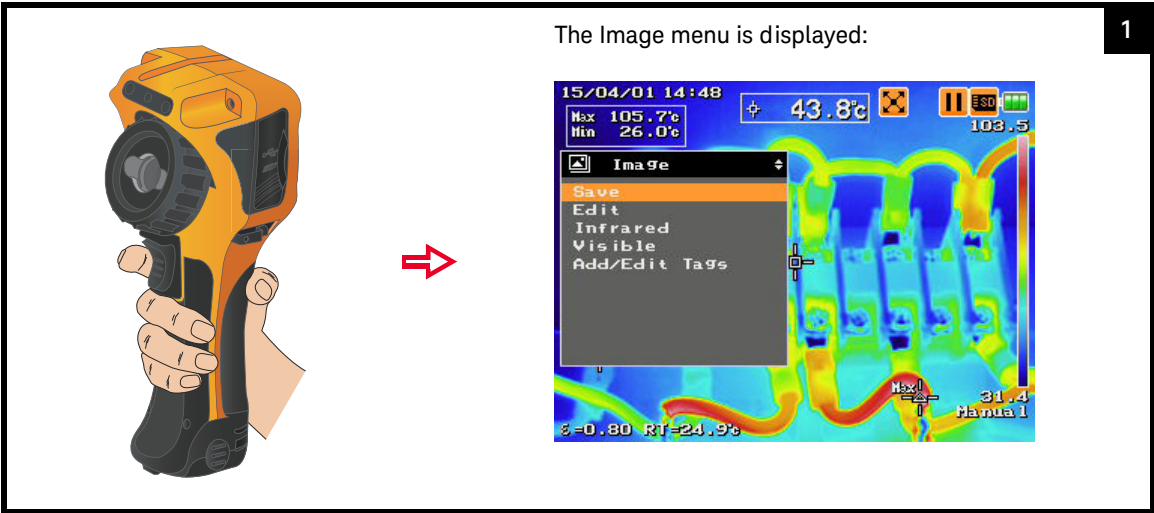 The Image menu is displayed:
1
15/04/01 14:48
Max 105.7°c
Min 26.0°c
43.8°c
SD
103.5
Image
Save
Edit
Infrared
Visible
Add/Edit Tags
Max
31.4
Manual
ε=0.80 RT=24.9°c